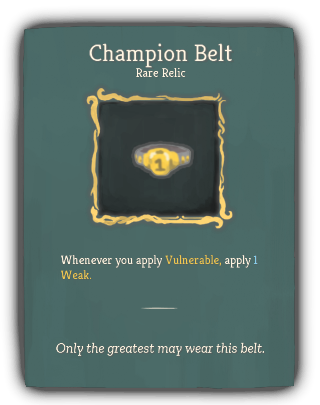 Champion Belt
Rare Relic
1
Whenever you apply Vulnerable, apply 1
Weak.
Only the greatest may wear this belt.